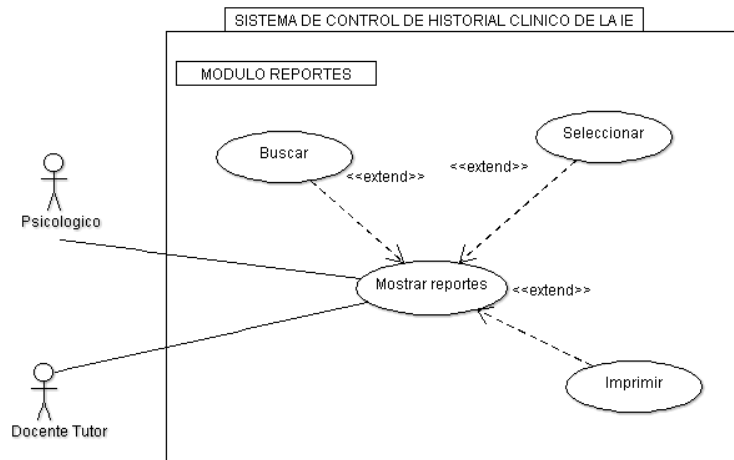 SISTEMA DE CONTROL DE HISTORIAL CLINICO DE LA IE
MODULO REPORTES
Seleccionar
Buscar
<<extend>>
<<extend>>
Psicologico
Mostrar reportes
<<extend>>
Imprimir
Docente Tutor